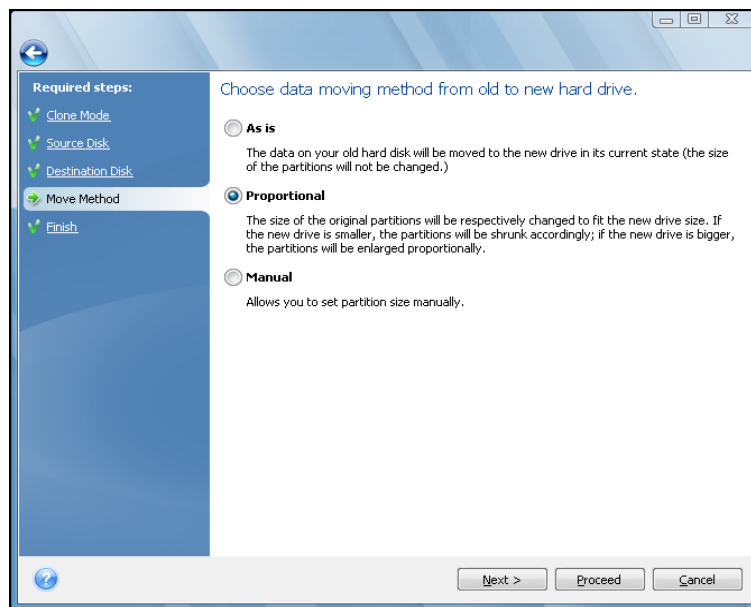 Required steps:
Clone Mode
Source Disk
Destination Disk
Move Method
Finish
Choose data moving method from old to new hard drive.
As is
The data on your old hard disk will be moved to the new drive in its current state (the size
of the partitions will not be changed.)
Proportional
The size of the original partitions will be respectively changed to fit the new drive size. If
the new drive is smaller, the partitions will be shrunk accordingly; if the new drive is bigger,
the partitions will be enlarged proportionally.
Manual
Allows you to set partition size manually.
?
Next >
Proceed
Cancel